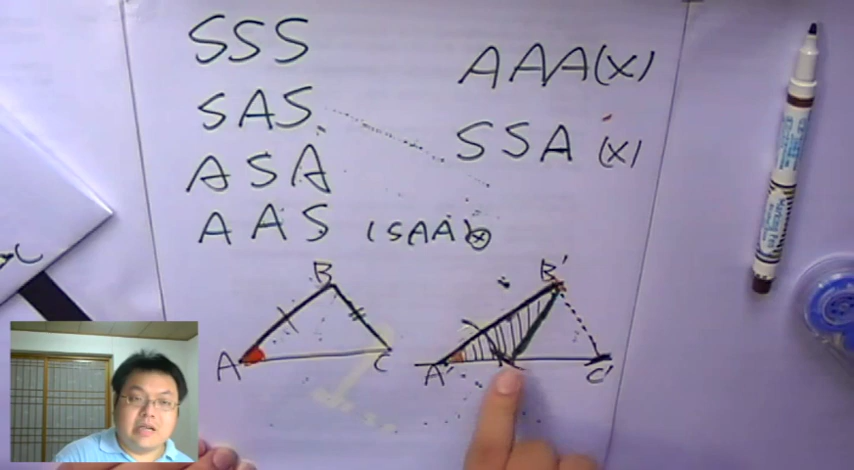 SSS
AAA(×)
SAS
SSA (×)
ASA
AAS (SAA)⊗
B
A
C
B'
A'
C'